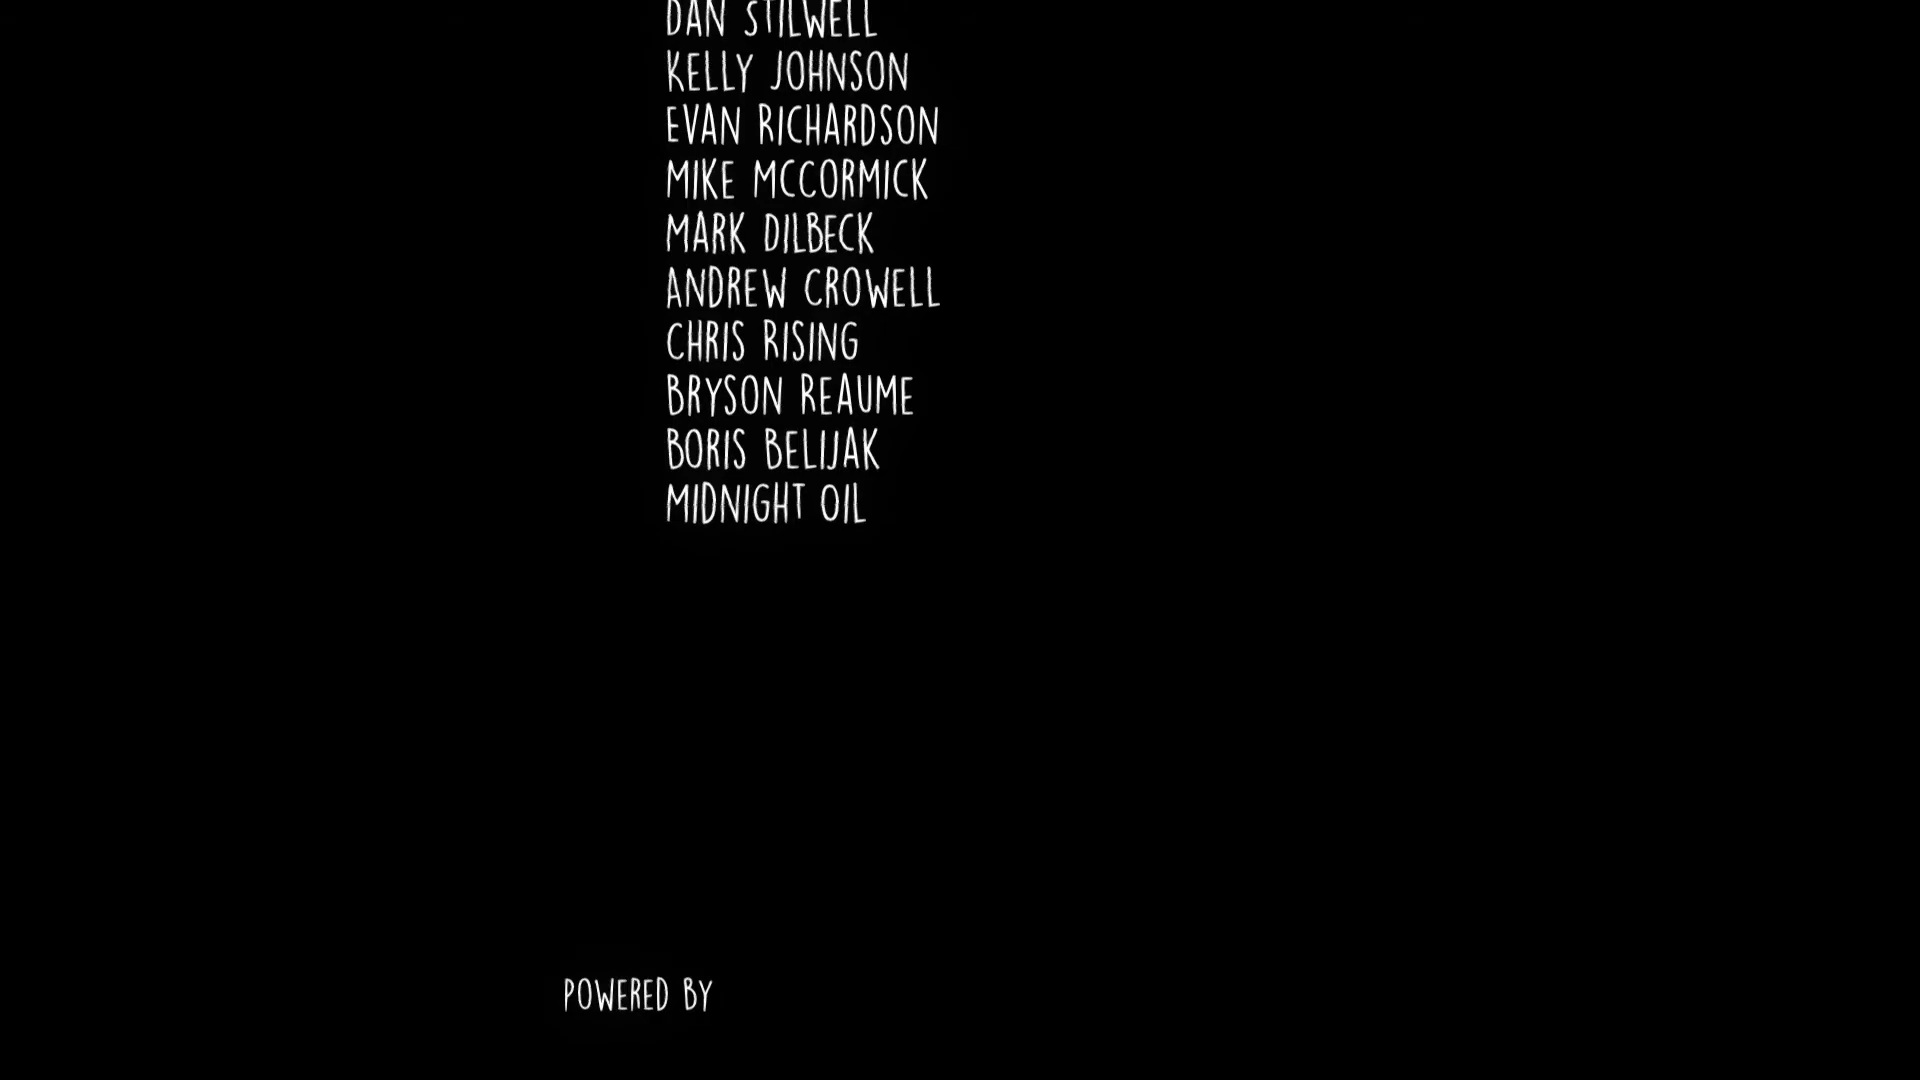 DAN STILWELL
KELLY JOHNSON
EVAN RICHARDSON
MIKE MCCORMICK
MARK DILBECK
ANDREW CROWELL
CHRIS RISING
BRYSON REAUME
BORIS BELIJAK
MIDNIGHT OIL
POWERED BY